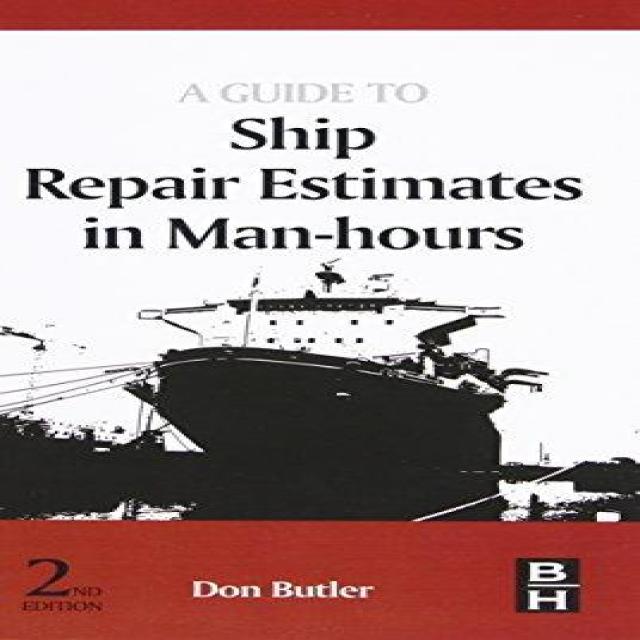 A GUIDE TO
Ship
Repair Estimates
in Man-hours
2ND
EDITION
Don Butler
B
H